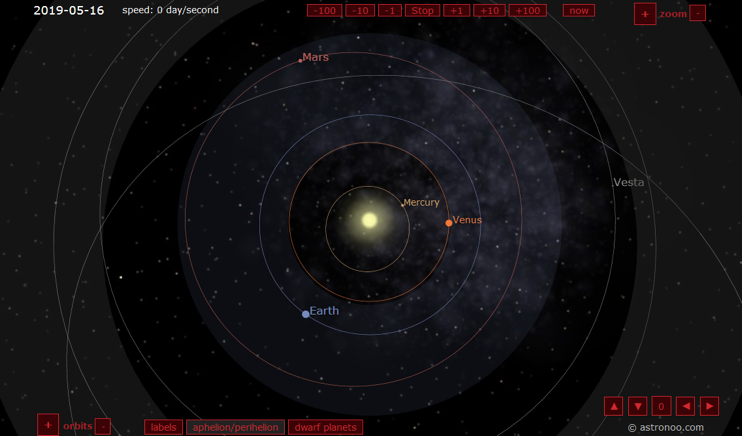 2019-05-16 speed: 0 day/second -100 -10 -1 Stop +1 +10 +100 now + zoom -
Mars
Vesta
Mercury
Venus
Earth
0
+ orbits - labels aphelion/perihelion dwarf planets © astronoo.com